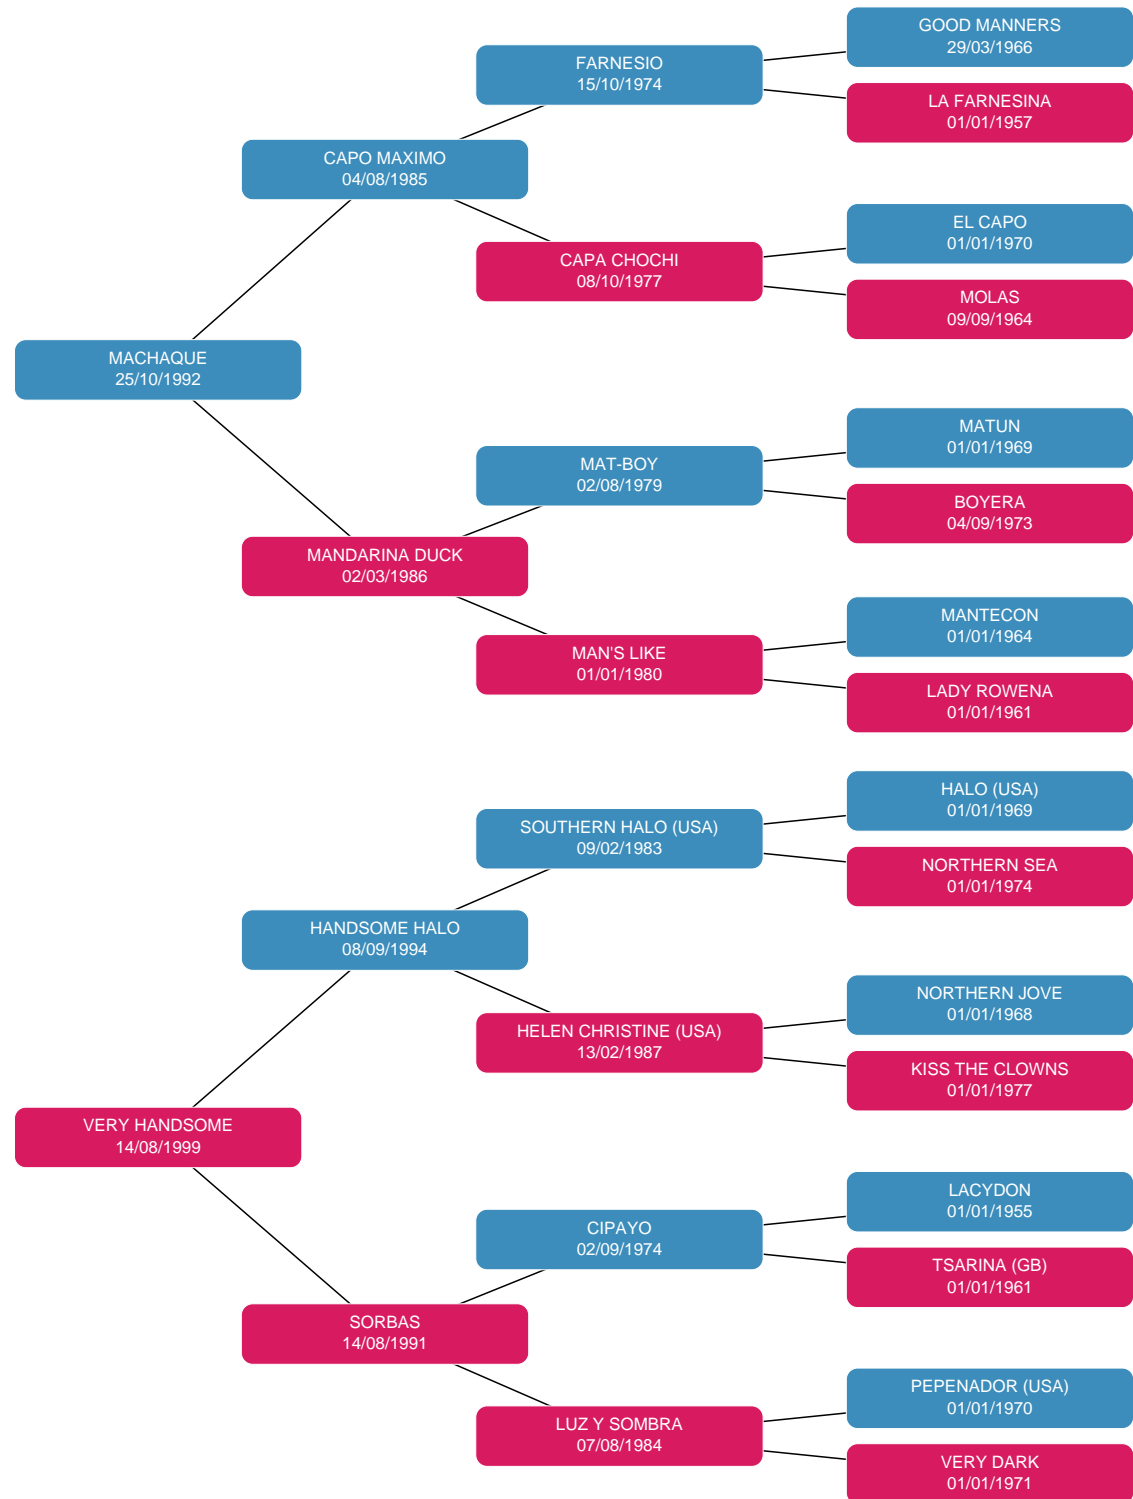 GOOD MANNERS
29/03/1966
FARNESIO
15/10/1974
LA FARNESINA
01/01/1957
CAPO MAXIMO
04/08/1985
EL CAPO
01/01/1970
CAPA CHOCHI
08/10/1977
MOLAS
09/09/1964
MACHAQUE
25/10/1992
MATUN
01/01/1969
MAT-BOY
02/08/1979
BOYERA
04/09/1973
MANDARINA DUCK
02/03/1986
MANTECON
01/01/1964
MAN'S LIKE
01/01/1980
LADY ROWENA
01/01/1961
HALO (USA)
01/01/1969
SOUTHERN HALO (USA)
09/02/1983
NORTHERN SEA
01/01/1974
HANDSOME HALO
08/09/1994
NORTHERN JOVE
01/01/1968
HELEN CHRISTINE (USA)
13/02/1987
KISS THE CLOWNS
01/01/1977
VERY HANDSOME
14/08/1999
LACYDON
01/01/1955
CIPAYO
02/09/1974
TSARINA (GB)
01/01/1961
SORBAS
14/08/1991
PEPENADOR (USA)
01/01/1970
LUZ Y SOMBRA
07/08/1984
VERY DARK
01/01/1971